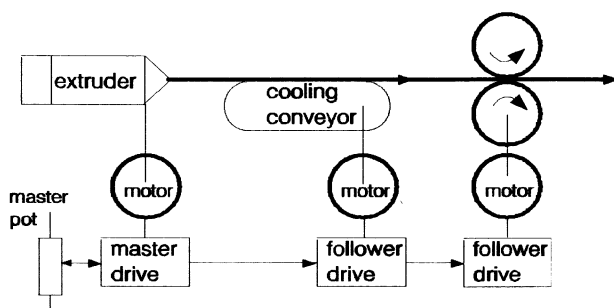 extruder
cooling
conveyor
motor
motor
motor
master
pot
master
drive
follower
drive
follower
drive